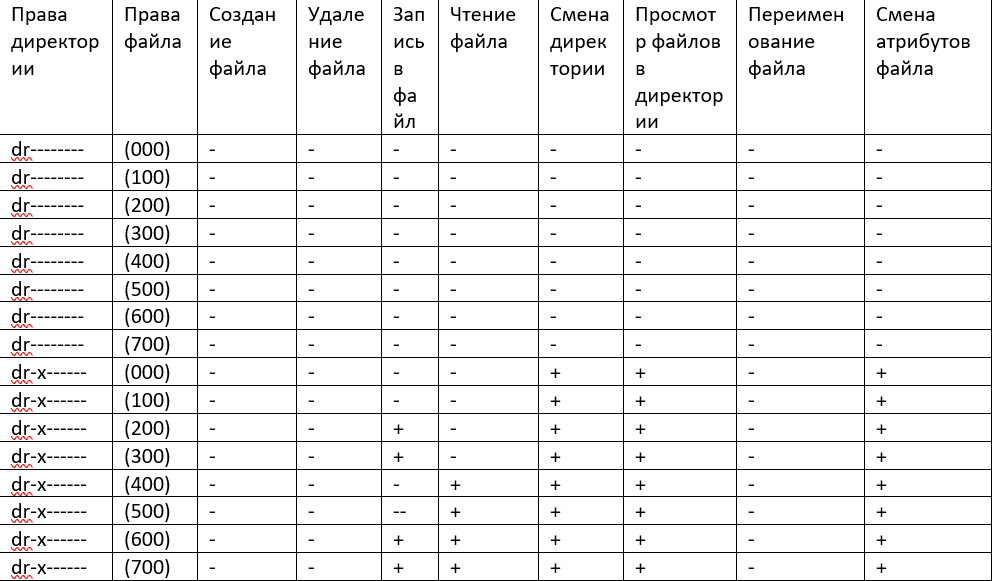 Права директории | Права файла | Создание файла | Удаление файла | Запись в файл | Чтение файла | Смена директории | Просмотр файлов в директории | Переименование файла | Смена атрибутов файла
dr-------- | (000) | - | - | - | - | - | - | - | -
dr-------- | (100) | - | - | - | - | - | - | - | -
dr-------- | (200) | - | - | - | - | - | - | - | -
dr-------- | (300) | - | - | - | - | - | - | - | -
dr-------- | (400) | - | - | - | - | - | - | - | -
dr-------- | (500) | - | - | - | - | - | - | - | -
dr-------- | (600) | - | - | - | - | - | - | - | -
dr-------- | (700) | - | - | - | - | - | - | - | -
dr-x------ | (000) | - | - | - | - | + | + | - | +
dr-x------ | (100) | - | - | - | - | + | + | - | +
dr-x------ | (200) | - | - | + | - | + | + | - | +
dr-x------ | (300) | - | - | + | - | + | + | - | +
dr-x------ | (400) | - | - | - | + | + | + | - | +
dr-x------ | (500) | - | - | -- | + | + | + | - | +
dr-x------ | (600) | - | - | + | + | + | + | - | +
dr-x------ | (700) | - | - | + | + | + | + | - | +